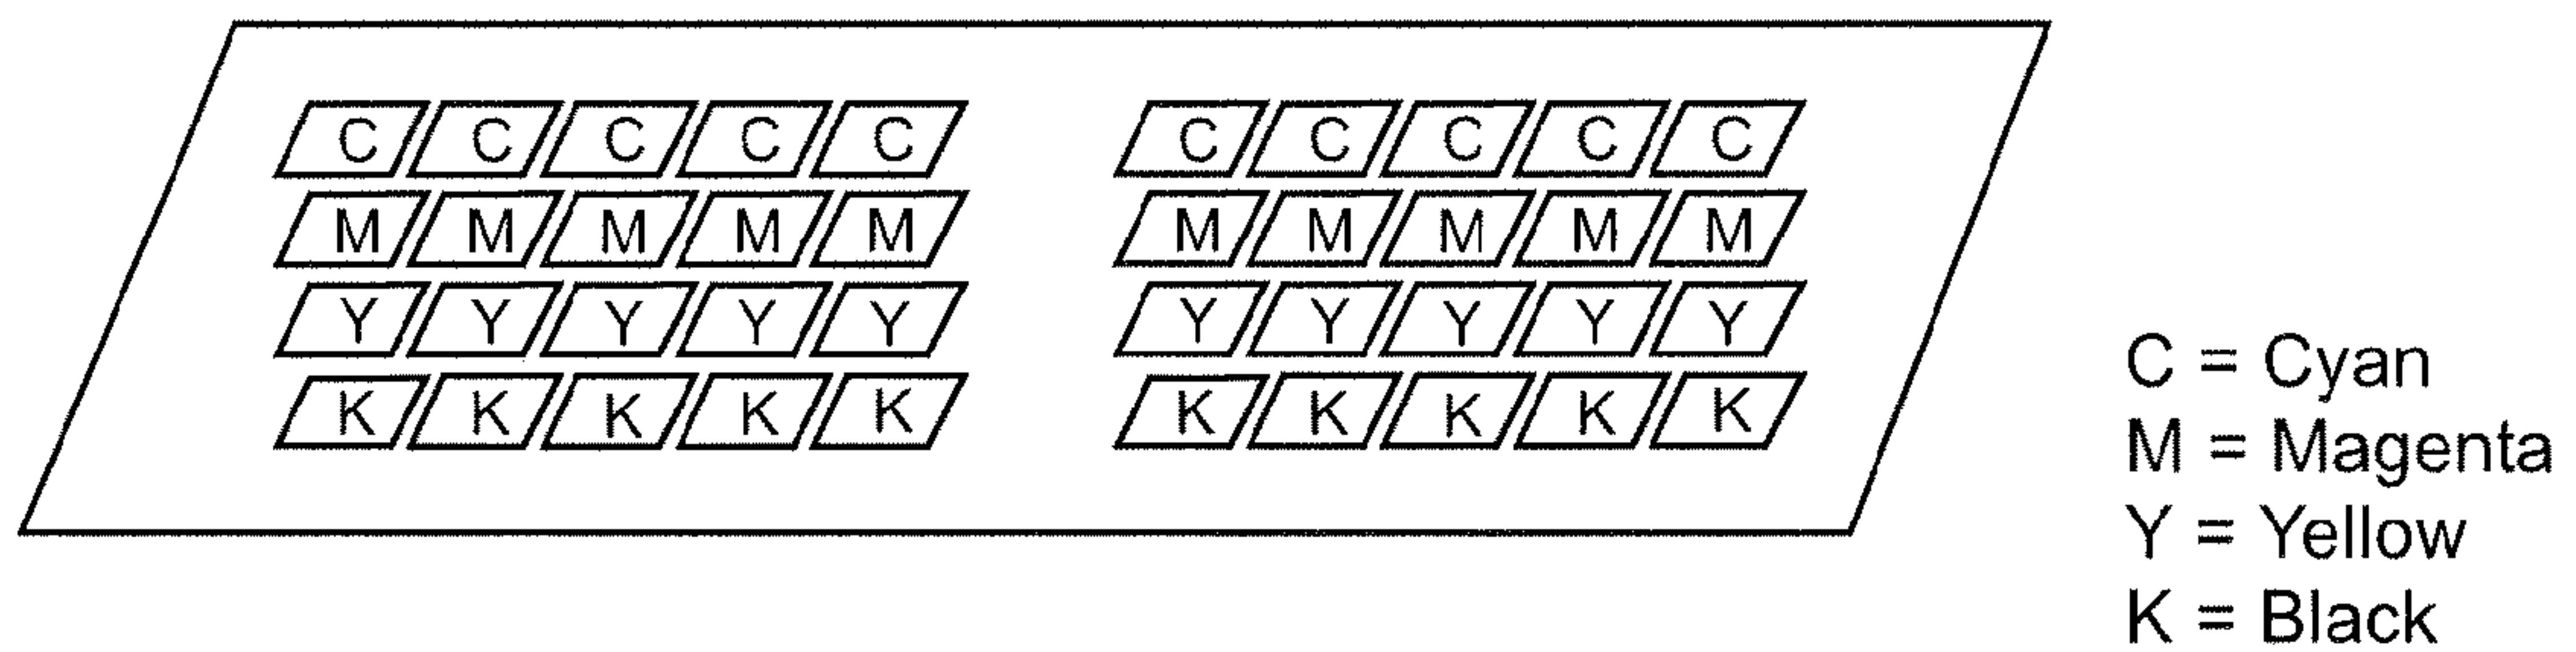 C C C C C C C C C C
M M M M M M M M M M
Y Y Y Y Y Y Y Y Y Y
K K K K K K K K K K
C = Cyan
M = Magenta
Y = Yellow
K = Black